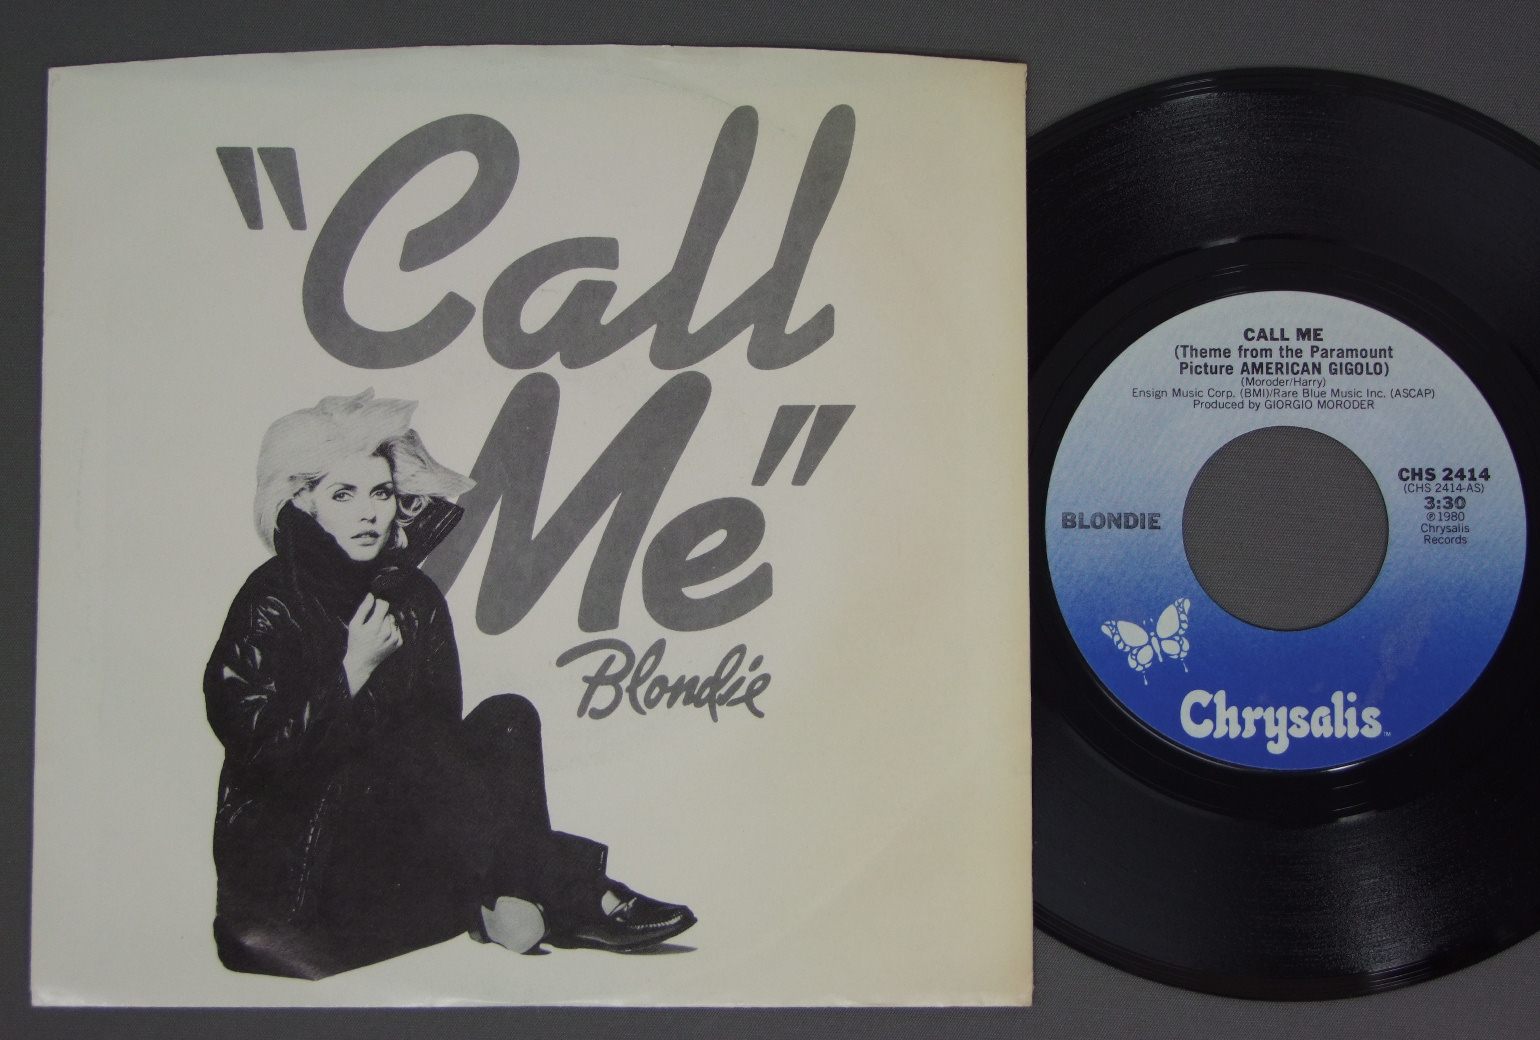 "Call
Me"
Blondie
CALL ME
(Theme from the Paramount
Picture AMERICAN GIGOLO)
(Moroder/Harry)
Ensign Music Corp. (BMI)/Rare Blue Music Inc. (ASCAP)
Produced by GIORGIO MORODER
CHS 2414
(CHS 2414-AS)
3:30
℗ 1980
Chrysalis
Records
BLONDIE
Chrysalis™